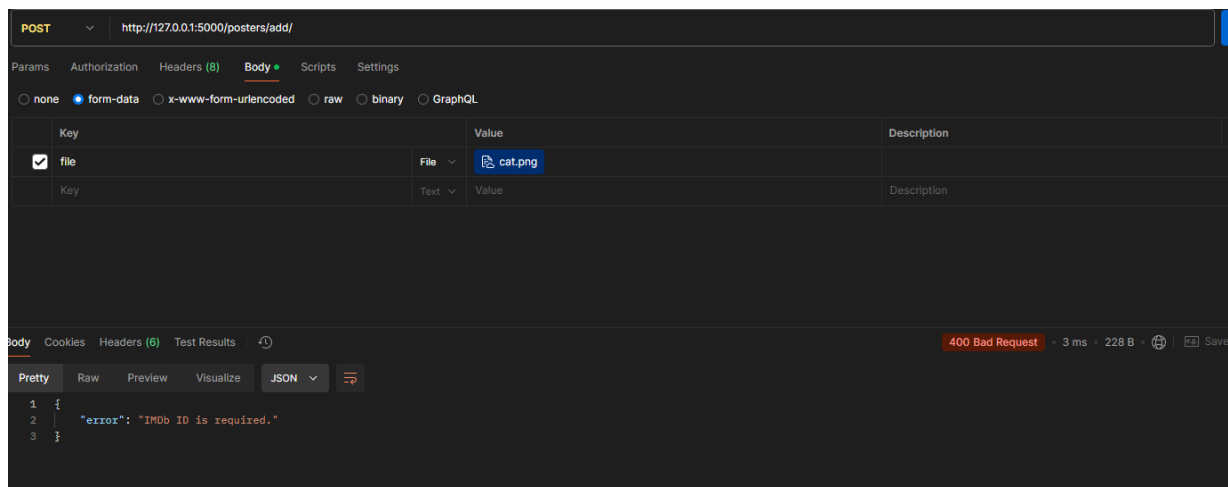 POST http://127.0.0.1:5000/posters/add/
Params Authorization Headers (8) Body Scripts Settings
none form-data x-www-form-urlencoded raw binary GraphQL
Key Value Description
file File cat.png
Key Text Value Description
Body Cookies Headers (6) Test Results 400 Bad Request 3 ms 228 B Save
Pretty Raw Preview Visualize JSON
1 {
2 "error": "IMDb ID is required."
3 }